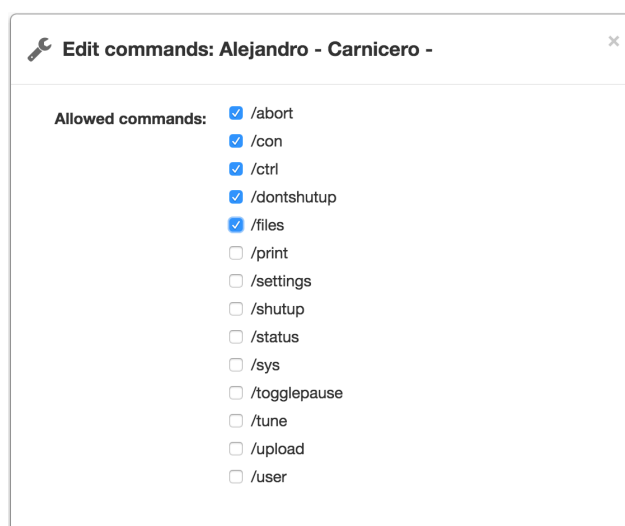 Edit commands: Alejandro - Carnicero -
×
Allowed commands:
/abort
/con
/ctrl
/dontshutup
/files
/print
/settings
/shutup
/status
/sys
/togglepause
/tune
/upload
/user